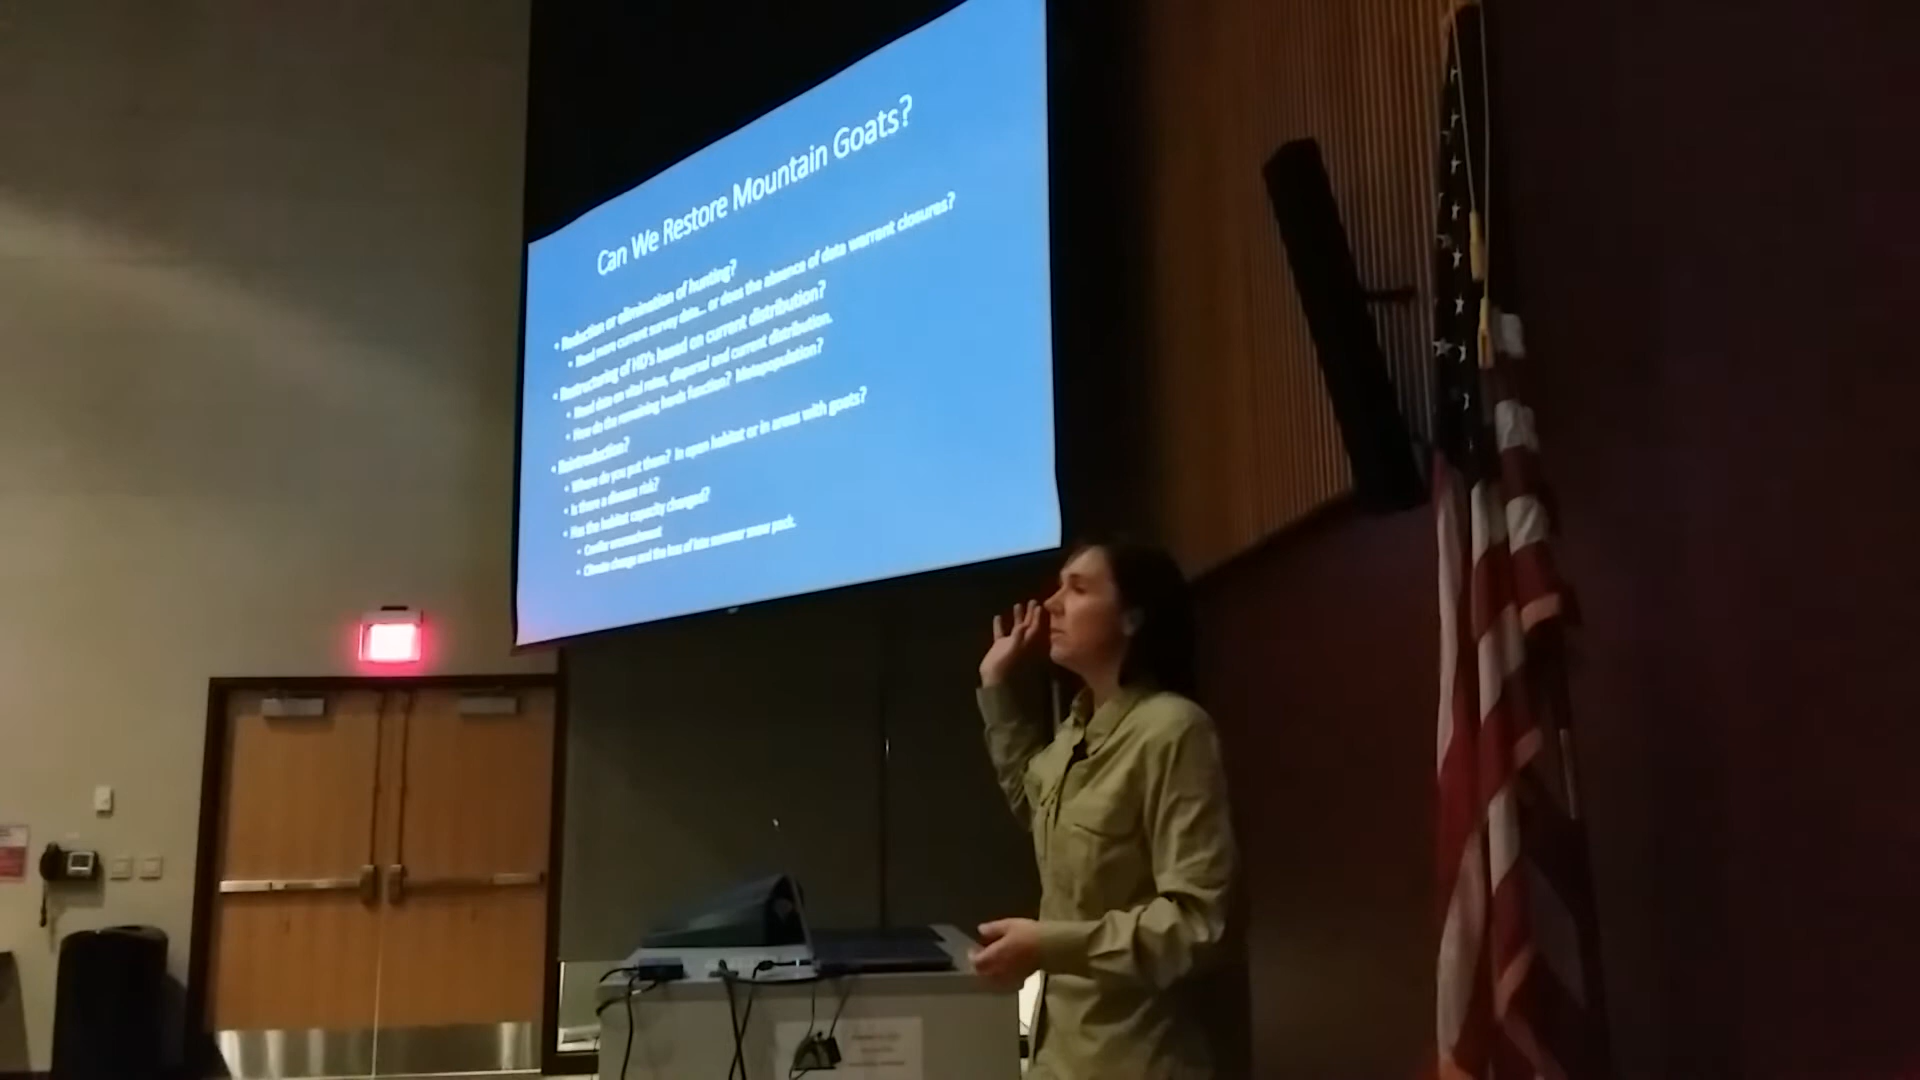 Can We Restore Mountain Goats?
• Reduction or elimination of hunting?
• Need more current survey data... or does the absence of data warrant closures?
• Restructuring of HD's based on current distribution?
• Need data on vital rates, dispersal and current distribution.
• How do the remaining herds function? Metapopulation?
• Reintroduction?
• Where do you put them? In open habitat or in areas with goats?
• Is there a disease risk?
• Has the habitat capacity changed?
• Conifer encroachment
• Climate change and the loss of late summer snow pack.